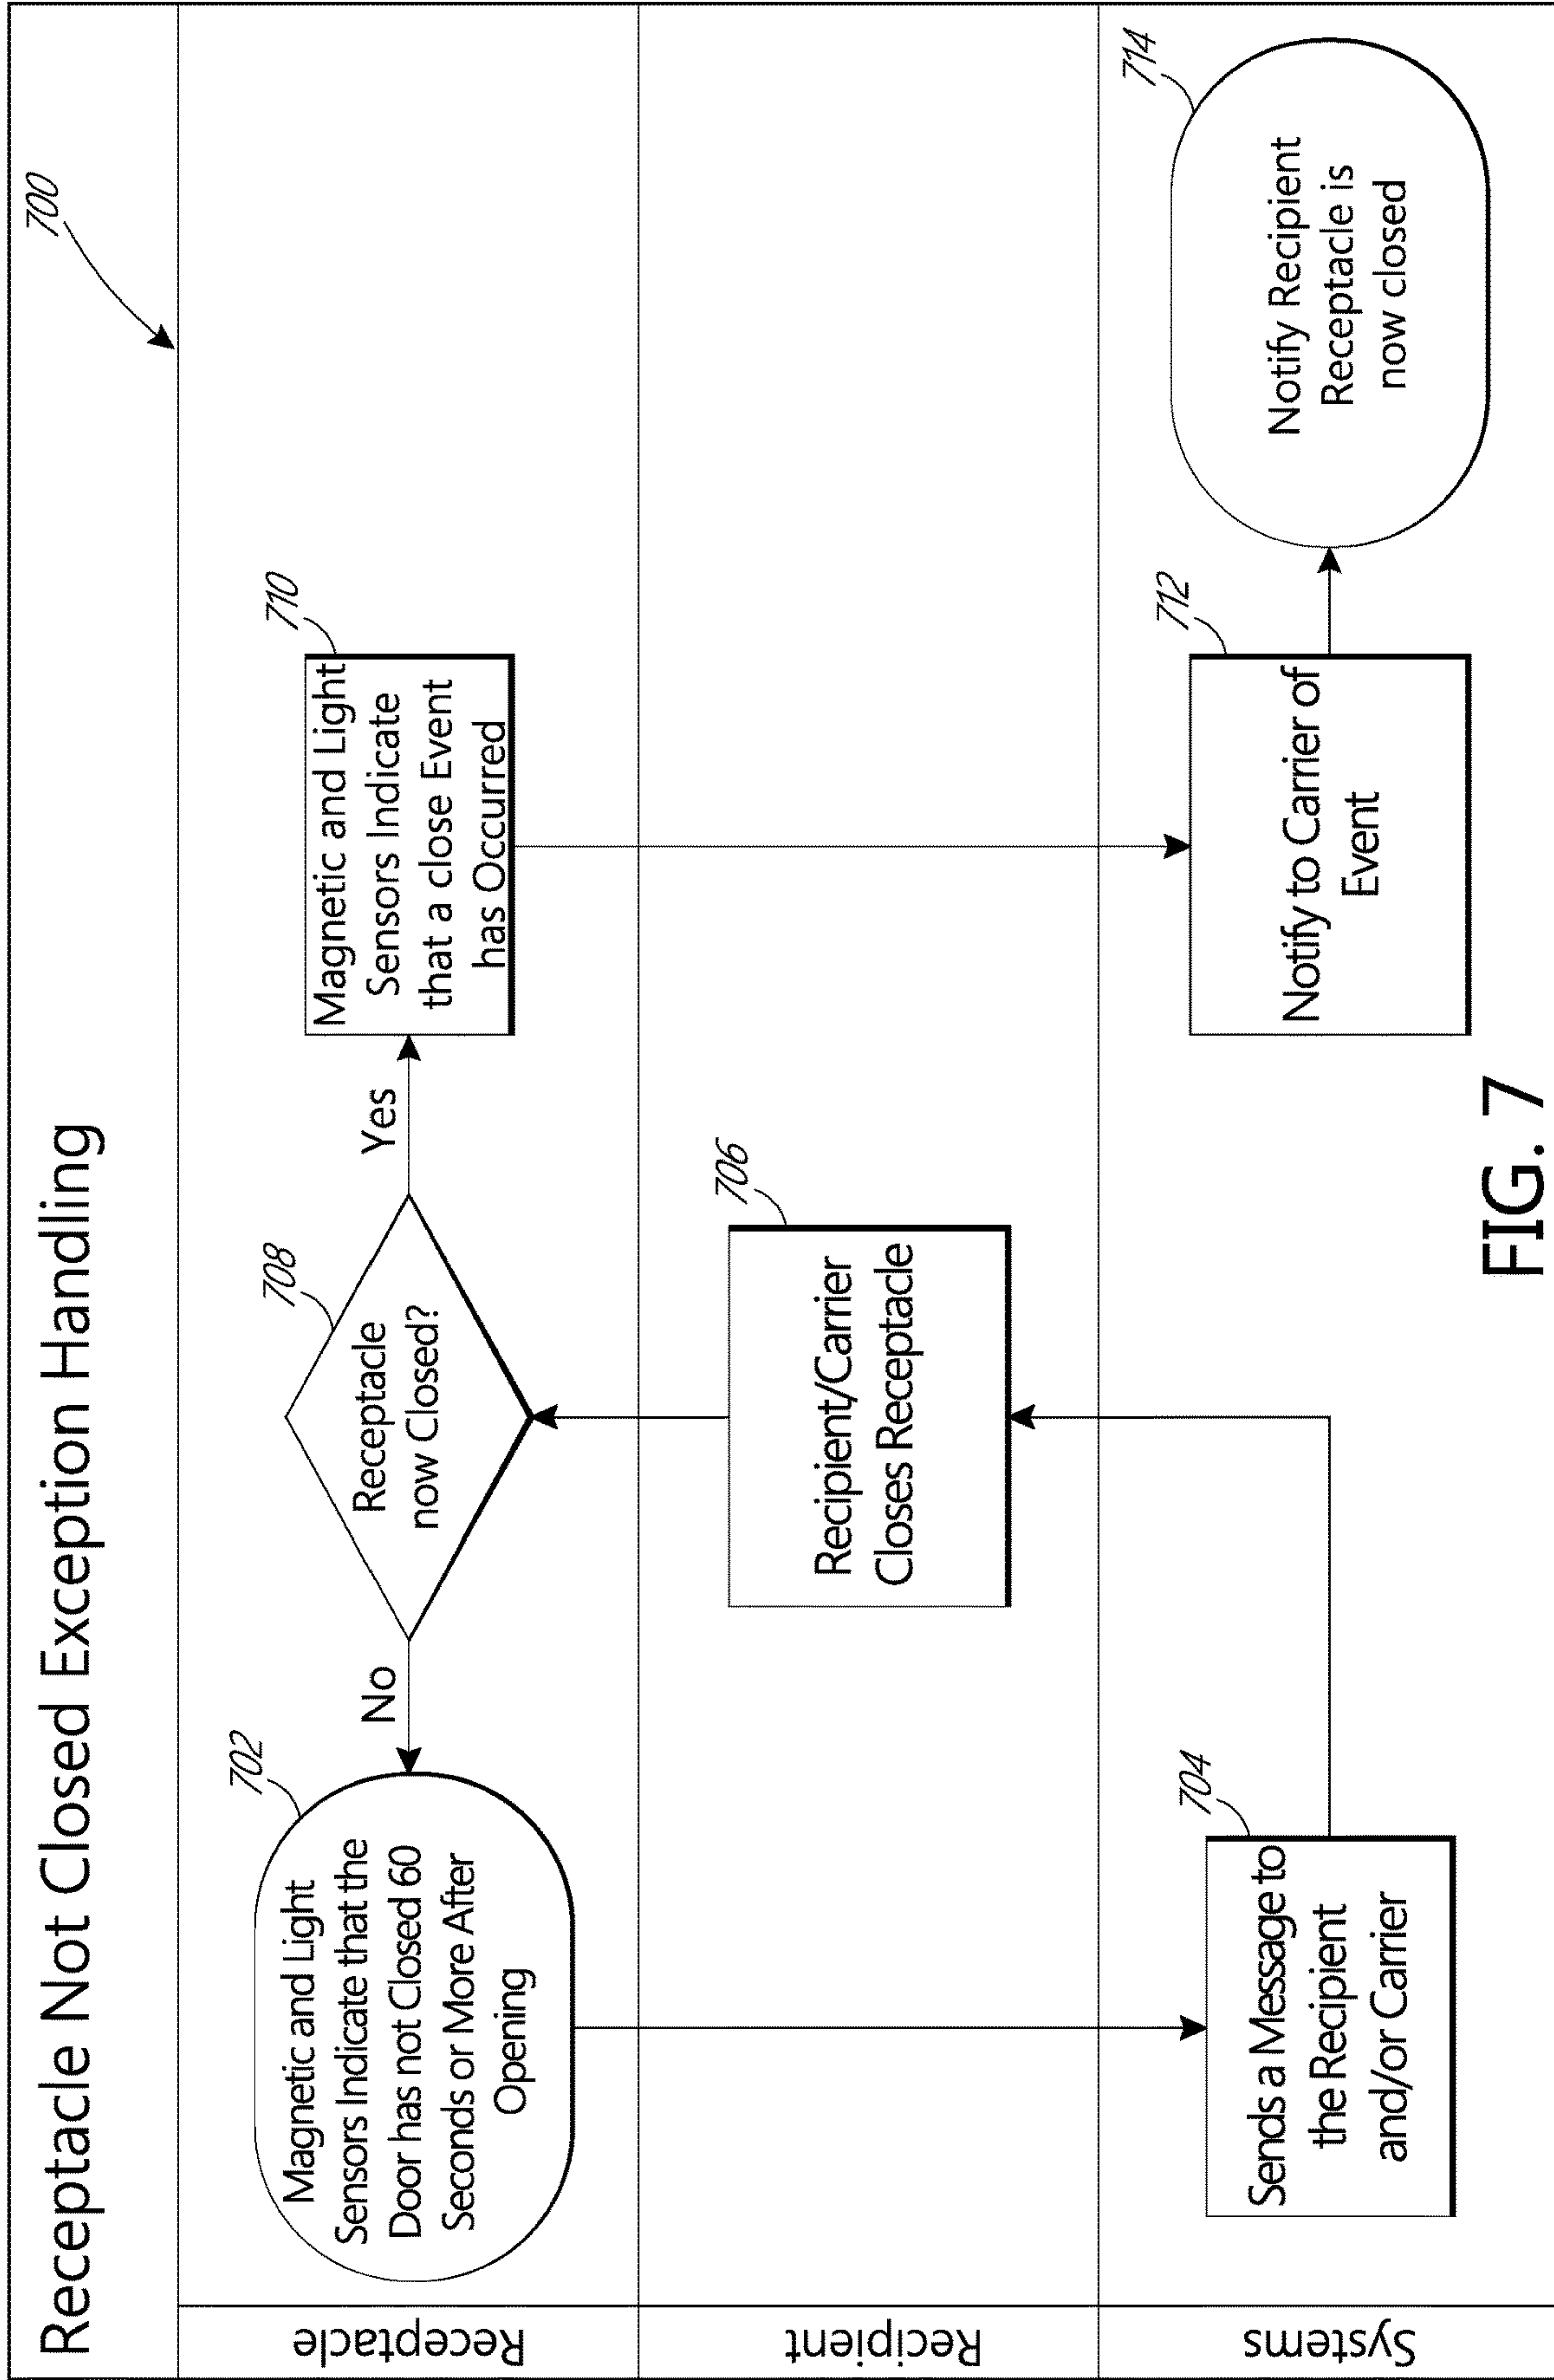 Receptacle Not Closed Exception Handling
700
Receptacle
702
Magnetic and Light
Sensors Indicate that the
Door has not Closed 60
Seconds or More After
Opening
No
708
Receptacle
now Closed?
Yes
710
Magnetic and Light
Sensors Indicate
that a close Event
has Occurred
Recipient
706
Recipient/Carrier
Closes Receptacle
Systems
704
Sends a Message to
the Recipient
and/or Carrier
712
Notify to Carrier of
Event
714
Notify Recipient
Receptacle is
now closed
FIG. 7